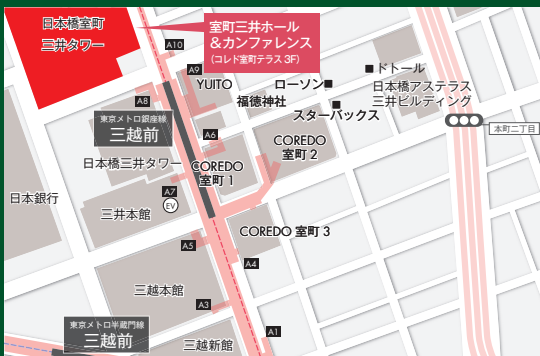 日本橋室町
三井タワー
室町三井ホール
&カンファレンス
(コレド室町テラス3F)
A10
A9
YUITO
ローソン
ドトール
福徳神社
日本橋アステラス
三井ビルディング
スターバックス
A8
東京メトロ銀座線
三越前
A6
本町二丁目
COREDO
室町2
日本橋三井タワー
COREDO
室町1
A7
EV
日本銀行
三井本館
COREDO 室町3
A5
A4
三越本館
A3
東京メトロ半蔵門線
三越前
A1
三越新館